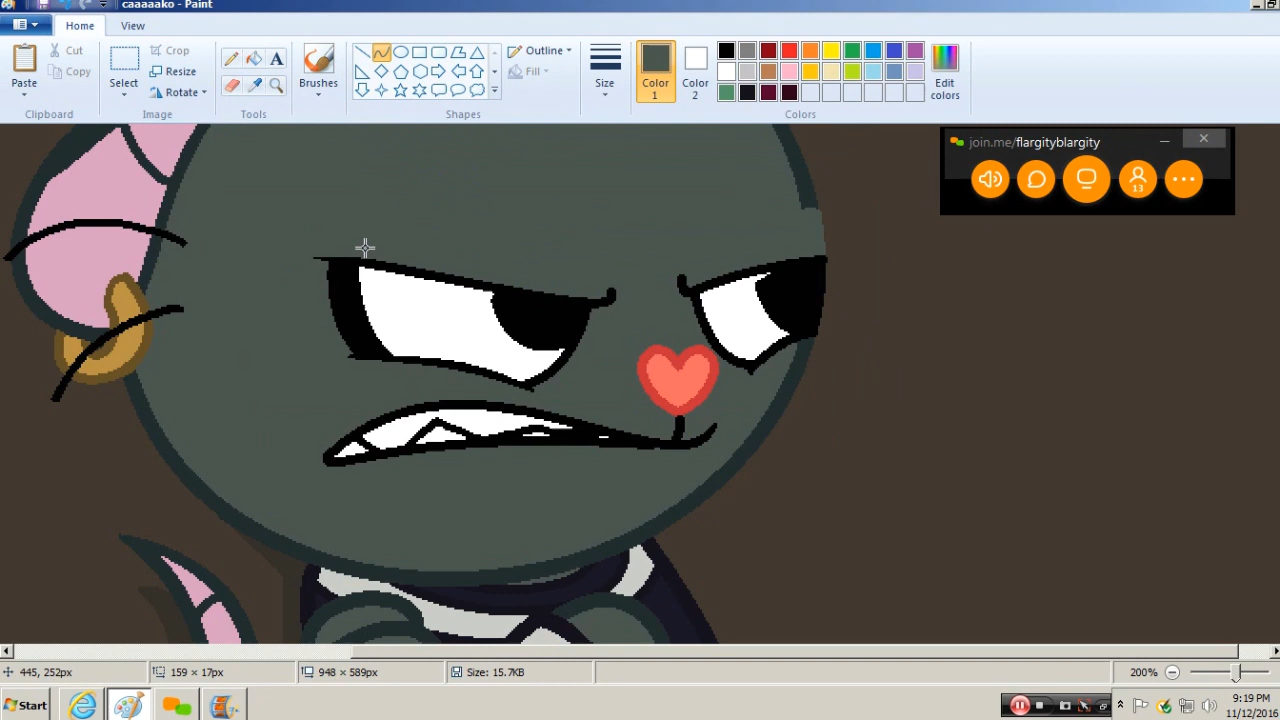 caaaaako - Paint
Home
View
Paste
Cut
Copy
Select
Crop
Resize
Rotate
A
Brushes
Outline
Fill
Size
Color
1
Color
2
Edit
colors
Clipboard
Image
Tools
Shapes
Colors
join.me/flargityblargity
13
445, 252px
159 × 17px
948 × 589px
Size: 15.7KB
200%
Start
9:19 PM
11/12/2016